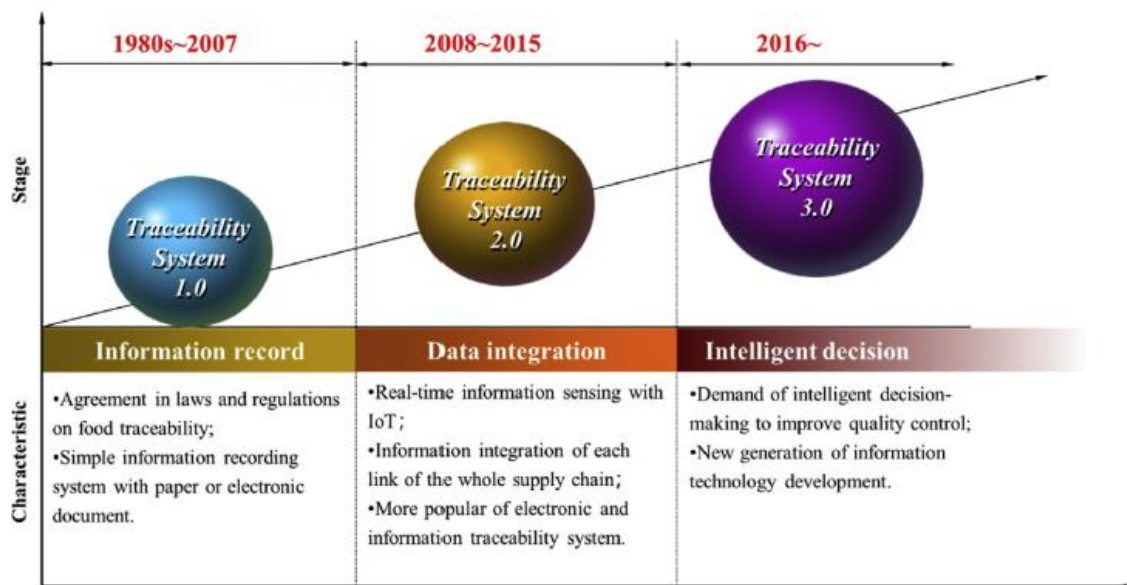 1980s~2007
2008~2015
2016~
Stage
Traceability
System
1.0
Traceability
System
2.0
Traceability
System
3.0
Information record
Data integration
Intelligent decision
Characteristic
•Agreement in laws and regulations
on food traceability;
•Simple information recording
system with paper or electronic
document.
•Real-time information sensing with
IoT;
•Information integration of each
link of the whole supply chain;
•More popular of electronic and
information traceability system.
•Demand of intelligent decision-
making to improve quality control;
•New generation of information
technology development.